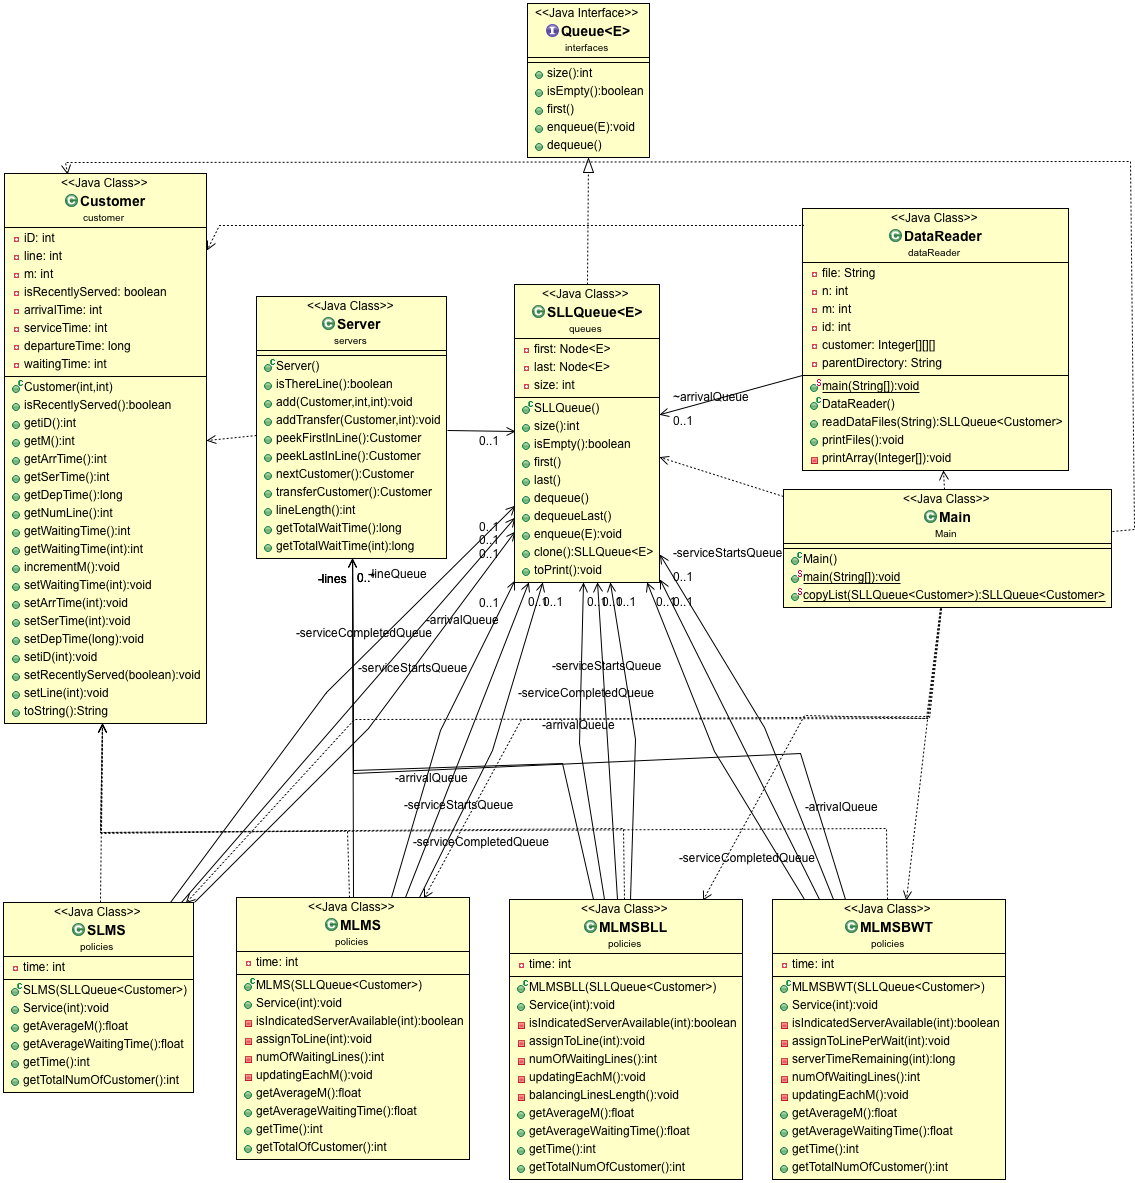 <<Java Interface>>
Queue<E>
interfaces
size():int
isEmpty():boolean
first()
enqueue(E):void
dequeue()
<<Java Class>>
Customer
customer
iD: int
line: int
m: int
isRecentlyServed: boolean
arrivalTime: int
serviceTime: int
departureTime: long
waitingTime: int
Customer(int,int)
isRecentlyServed():boolean
getiD():int
getM():int
getArrTime():int
getSerTime():int
getDepTime():long
getNumLine():int
getWaitingTime():int
getWaitingTime(int):int
incrementM():void
setWaitingTime(int):void
setArrTime(int):void
setSerTime(int):void
setDepTime(long):void
setiD(int):void
setRecentlyServed(boolean):void
setLine(int):void
toString():String
<<Java Class>>
Server
servers
Server()
isThereLine():boolean
add(Customer,int,int):void
addTransfer(Customer,int):void
peekFirstInLine():Customer
peekLastInLine():Customer
nextCustomer():Customer
transferCustomer():Customer
lineLength():int
getTotalWaitTime():long
getTotalWaitTime(int):long
<<Java Class>>
SLLQueue<E>
queues
first: Node<E>
last: Node<E>
size: int
SLLQueue()
size():int
isEmpty():boolean
first()
last()
dequeue()
dequeueLast()
enqueue(E):void
clone():SLLQueue<E>
toPrint():void
<<Java Class>>
DataReader
dataReader
file: String
n: int
m: int
id: int
customer: Integer[][][]
parentDirectory: String
main(String[]):void
DataReader()
readDataFiles(String):SLLQueue<Customer>
printFiles():void
printArray(Integer[]):void
<<Java Class>>
Main
Main
Main()
main(String[]):void
copyList(SLLQueue<Customer>):SLLQueue<Customer>
~arrivalQueue
0..1
0..1
0..1
0..1
0..1
-serviceStartsQueue
0..1
-lines
0..*
-lineQueue
0..1
0..1
0..1
0..1
0..1
0..1
0..1
0..1
-arrivalQueue
-serviceCompletedQueue
-serviceStartsQueue
-serviceStartsQueue
-serviceCompletedQueue
-arrivalQueue
-arrivalQueue
-serviceStartsQueue
-arrivalQueue
-serviceCompletedQueue
-serviceCompletedQueue
<<Java Class>>
SLMS
policies
time: int
SLMS(SLLQueue<Customer>)
Service(int):void
getAverageM():float
getAverageWaitingTime():float
getTime():int
getTotalNumOfCustomer():int
<<Java Class>>
MLMS
policies
time: int
MLMS(SLLQueue<Customer>)
Service(int):void
isIndicatedServerAvailable(int):boolean
assignToLine(int):void
numOfWaitingLines():int
updatingEachM():void
getAverageM():float
getAverageWaitingTime():float
getTime():int
getTotalOfCustomer():int
<<Java Class>>
MLMSBLL
policies
time: int
MLMSBLL(SLLQueue<Customer>)
Service(int):void
isIndicatedServerAvailable(int):boolean
assignToLine(int):void
numOfWaitingLines():int
updatingEachM():void
balancingLinesLength():void
getAverageM():float
getAverageWaitingTime():float
getTime():int
getTotalNumOfCustomer():int
<<Java Class>>
MLMSBWT
policies
time: int
MLMSBWT(SLLQueue<Customer>)
Service(int):void
isIndicatedServerAvailable(int):boolean
assignToLinePerWait(int):void
serverTimeRemaining(int):long
numOfWaitingLines():int
updatingEachM():void
getAverageM():float
getAverageWaitingTime():float
getTime():int
getTotalNumOfCustomer():int